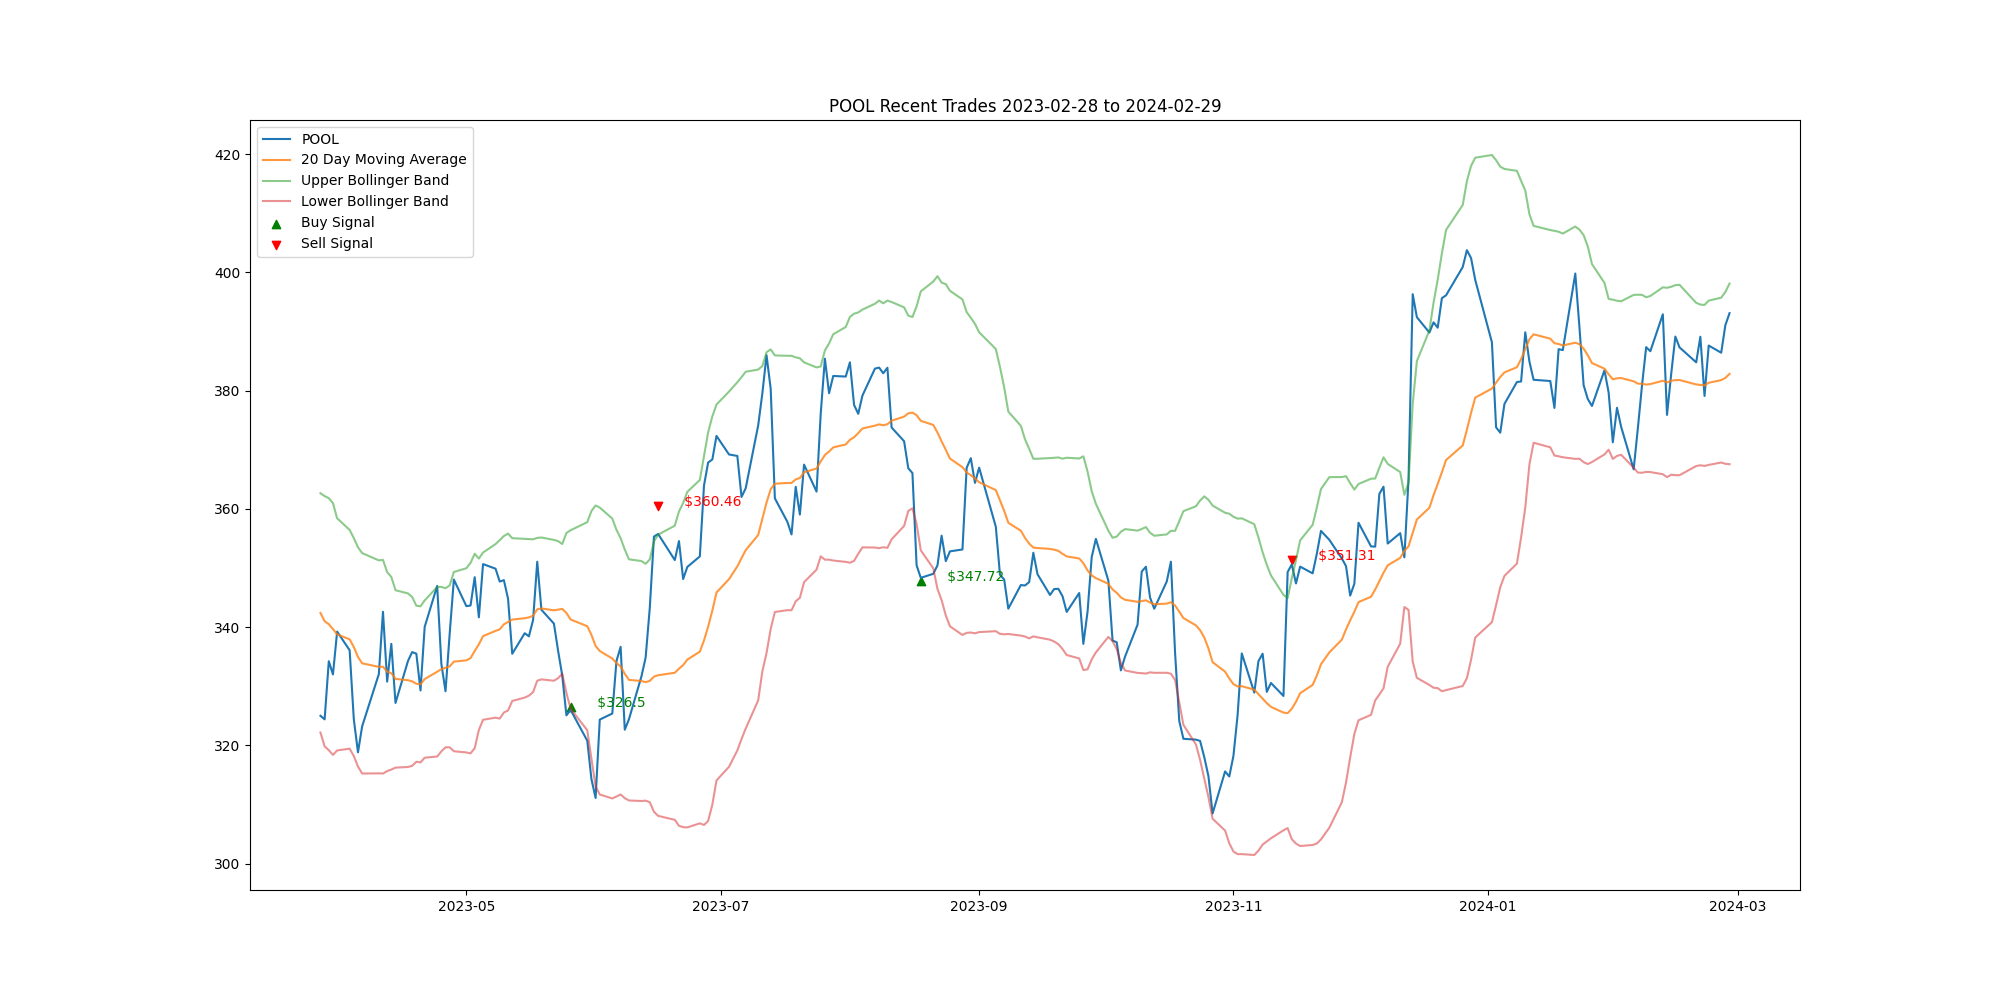 POOL Recent Trades 2023-02-28 to 2024-02-29
POOL
20 Day Moving Average
Upper Bollinger Band
Lower Bollinger Band
Buy Signal
Sell Signal
420
400
380
360
340
320
300
$360.46
$351.31
$347.72
$326.5
2023-05
2023-07
2023-09
2023-11
2024-01
2024-03